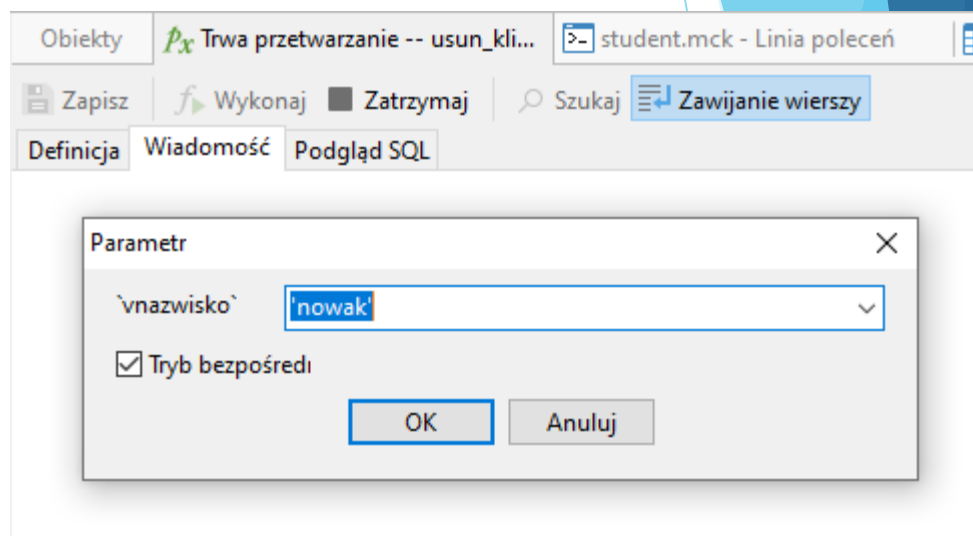 Obiekty Trwa przetwarzanie -- usun_kli... student.mck - Linia poleceń
Zapisz Wykonaj Zatrzymaj Szukaj Zawijanie wierszy
Definicja Wiadomość Podgląd SQL
Parametr
`vnazwisko` 'nowak'
Tryb bezpośredı
OK Anuluj